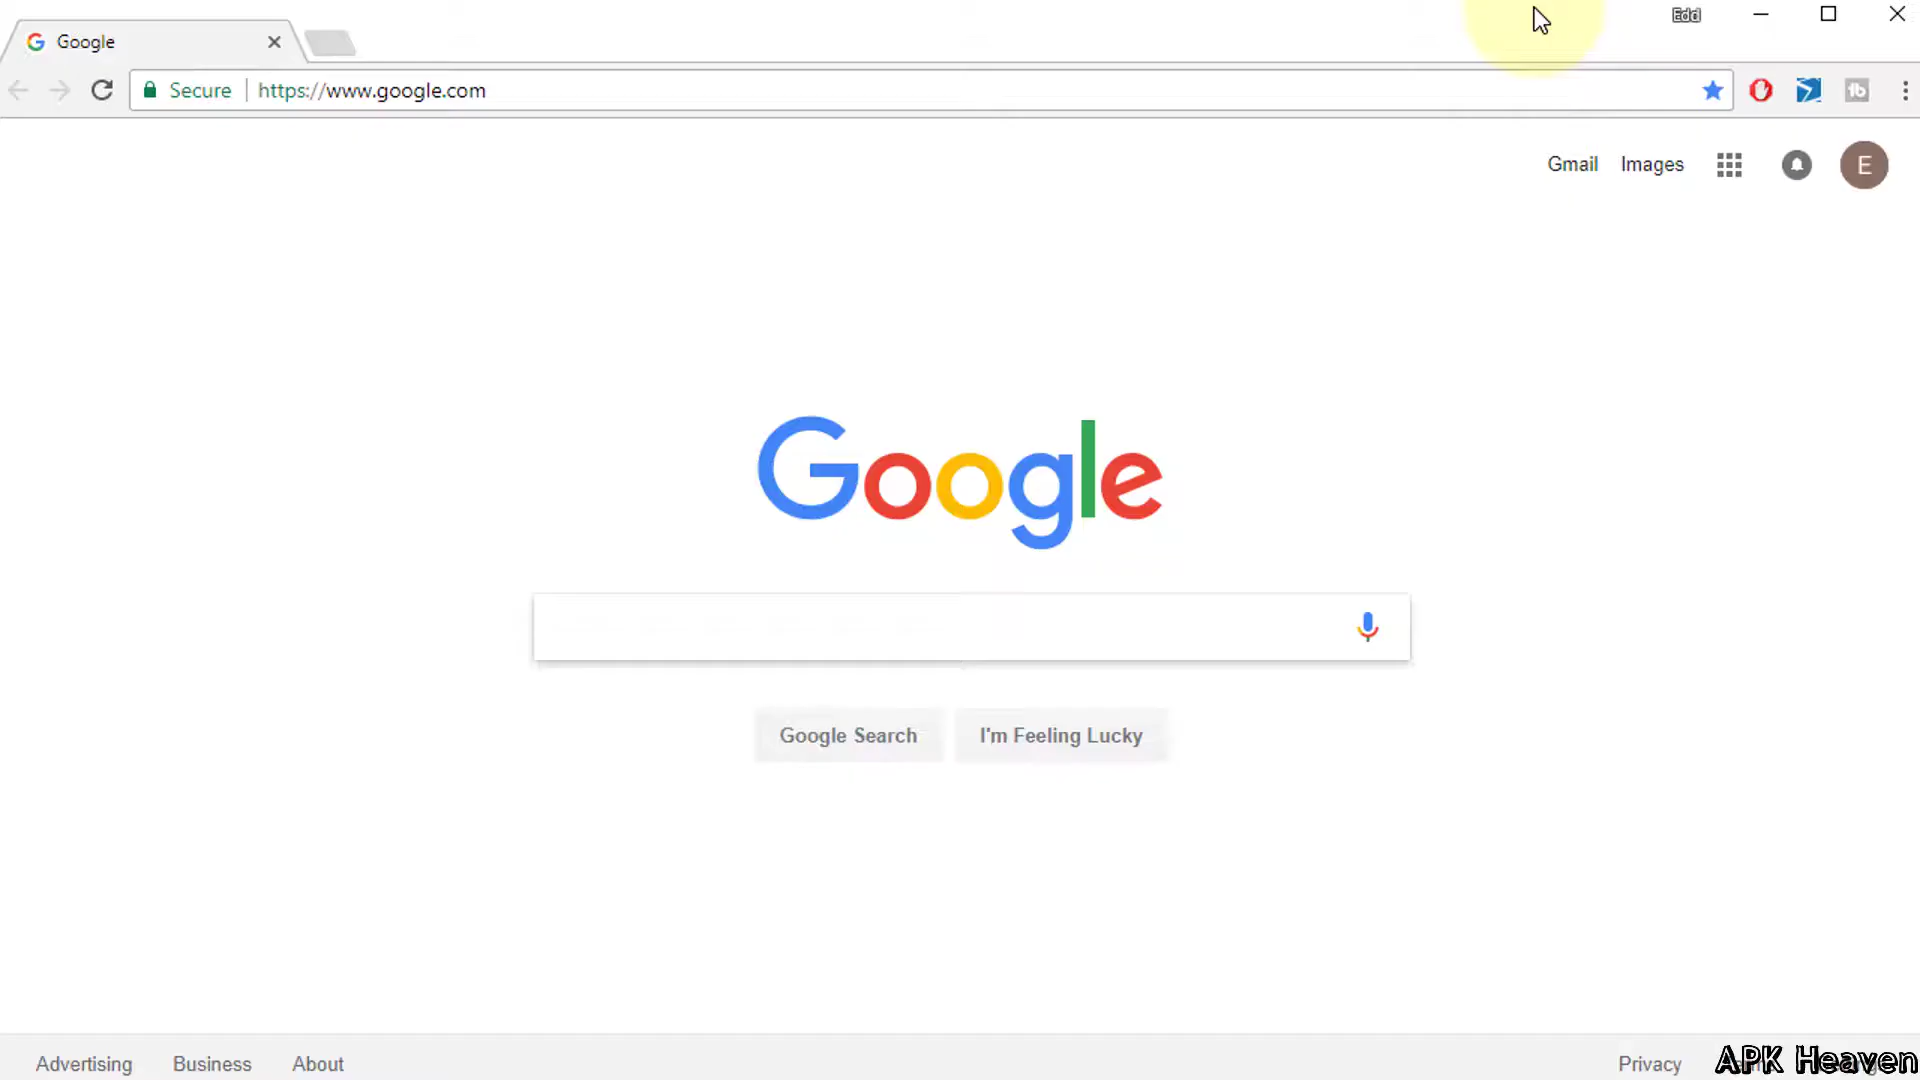 Edd
Google
Secure https://www.google.com
Gmail Images
E
Google
Google Search I'm Feeling Lucky
Advertising Business About
Privacy
APK Heaven